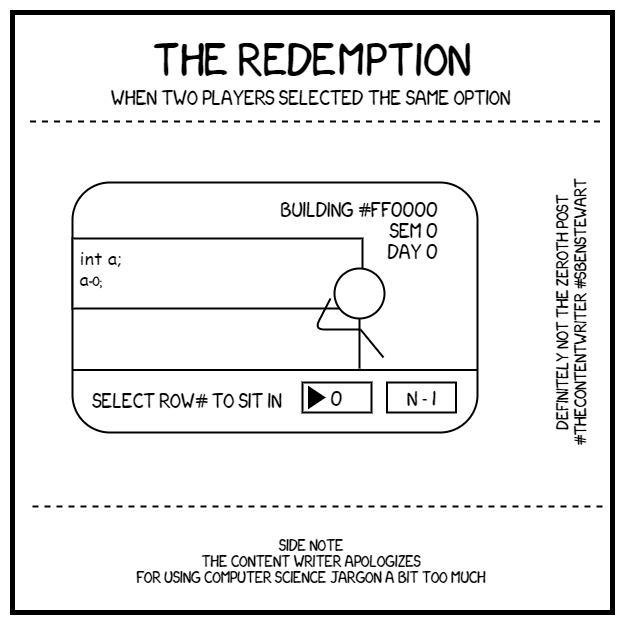 THE REDEMPTION
WHEN TWO PLAYERS SELECTED THE SAME OPTION
BUILDING #FF0000
SEM 0
DAY 0
int a;
a-0;
SELECT ROW# TO SIT IN
0
N-1
DEFINITELY NOT THE ZEROTH POST
#THECONTENTWRITER #SBENSTEWART
SIDE NOTE
THE CONTENT WRITER APOLOGIZES
FOR USING COMPUTER SCIENCE JARGON A BIT TOO MUCH